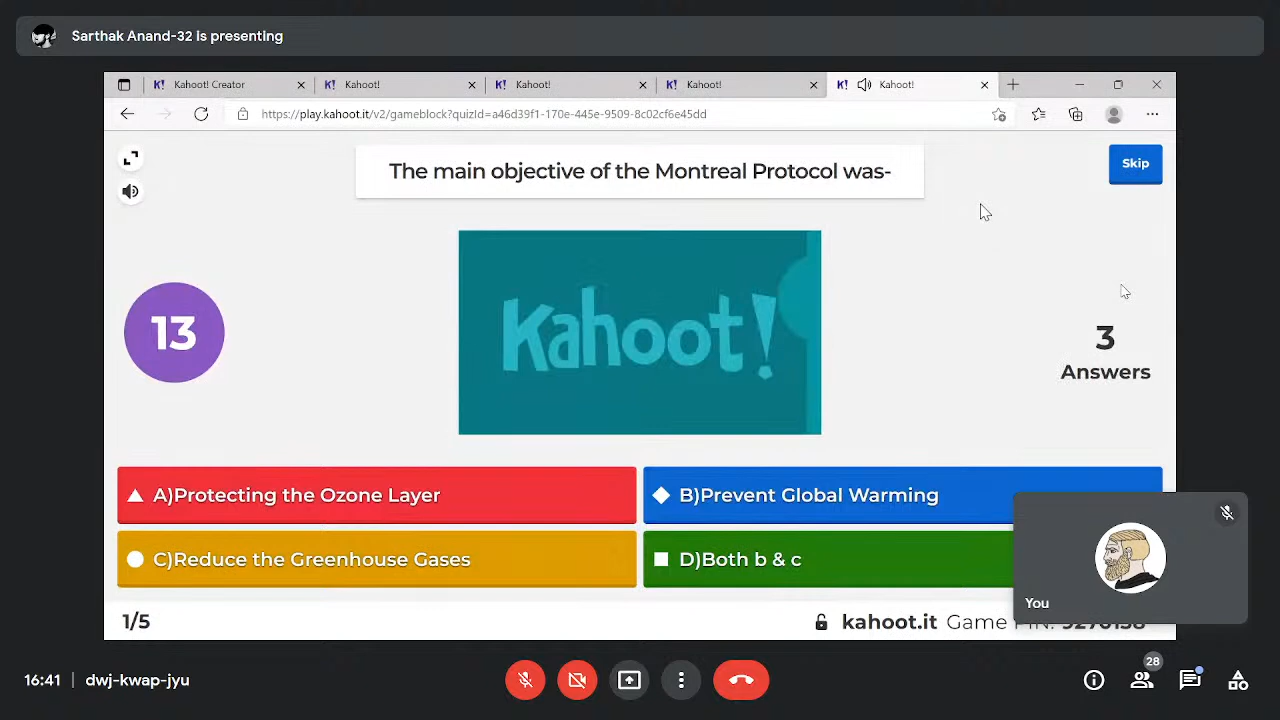 Sarthak Anand-32 is presenting
Kahoot! Creator
Kahoot!
Kahoot!
Kahoot!
Kahoot!
https://play.kahoot.it/v2/gameblock?quizId=a46d39f1-170e-445e-9509-8c02cf6e45dd
The main objective of the Montreal Protocol was-
Skip
13
Kahoot!
3
Answers
A)Protecting the Ozone Layer
B)Prevent Global Warming
C)Reduce the Greenhouse Gases
D)Both b & c
You
1/5
kahoot.it Game
16:41 | dwj-kwap-jyu
28